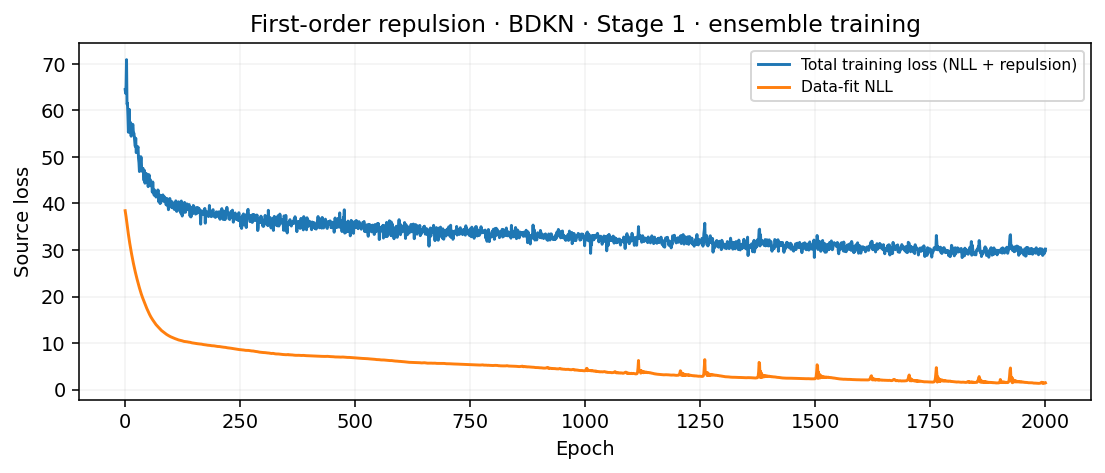 First-order repulsion · BDKN · Stage 1 · ensemble training
Total training loss (NLL + repulsion)
Data-fit NLL
Source loss
70
60
50
40
30
20
10
0
0 250 500 750 1000 1250 1500 1750 2000
Epoch